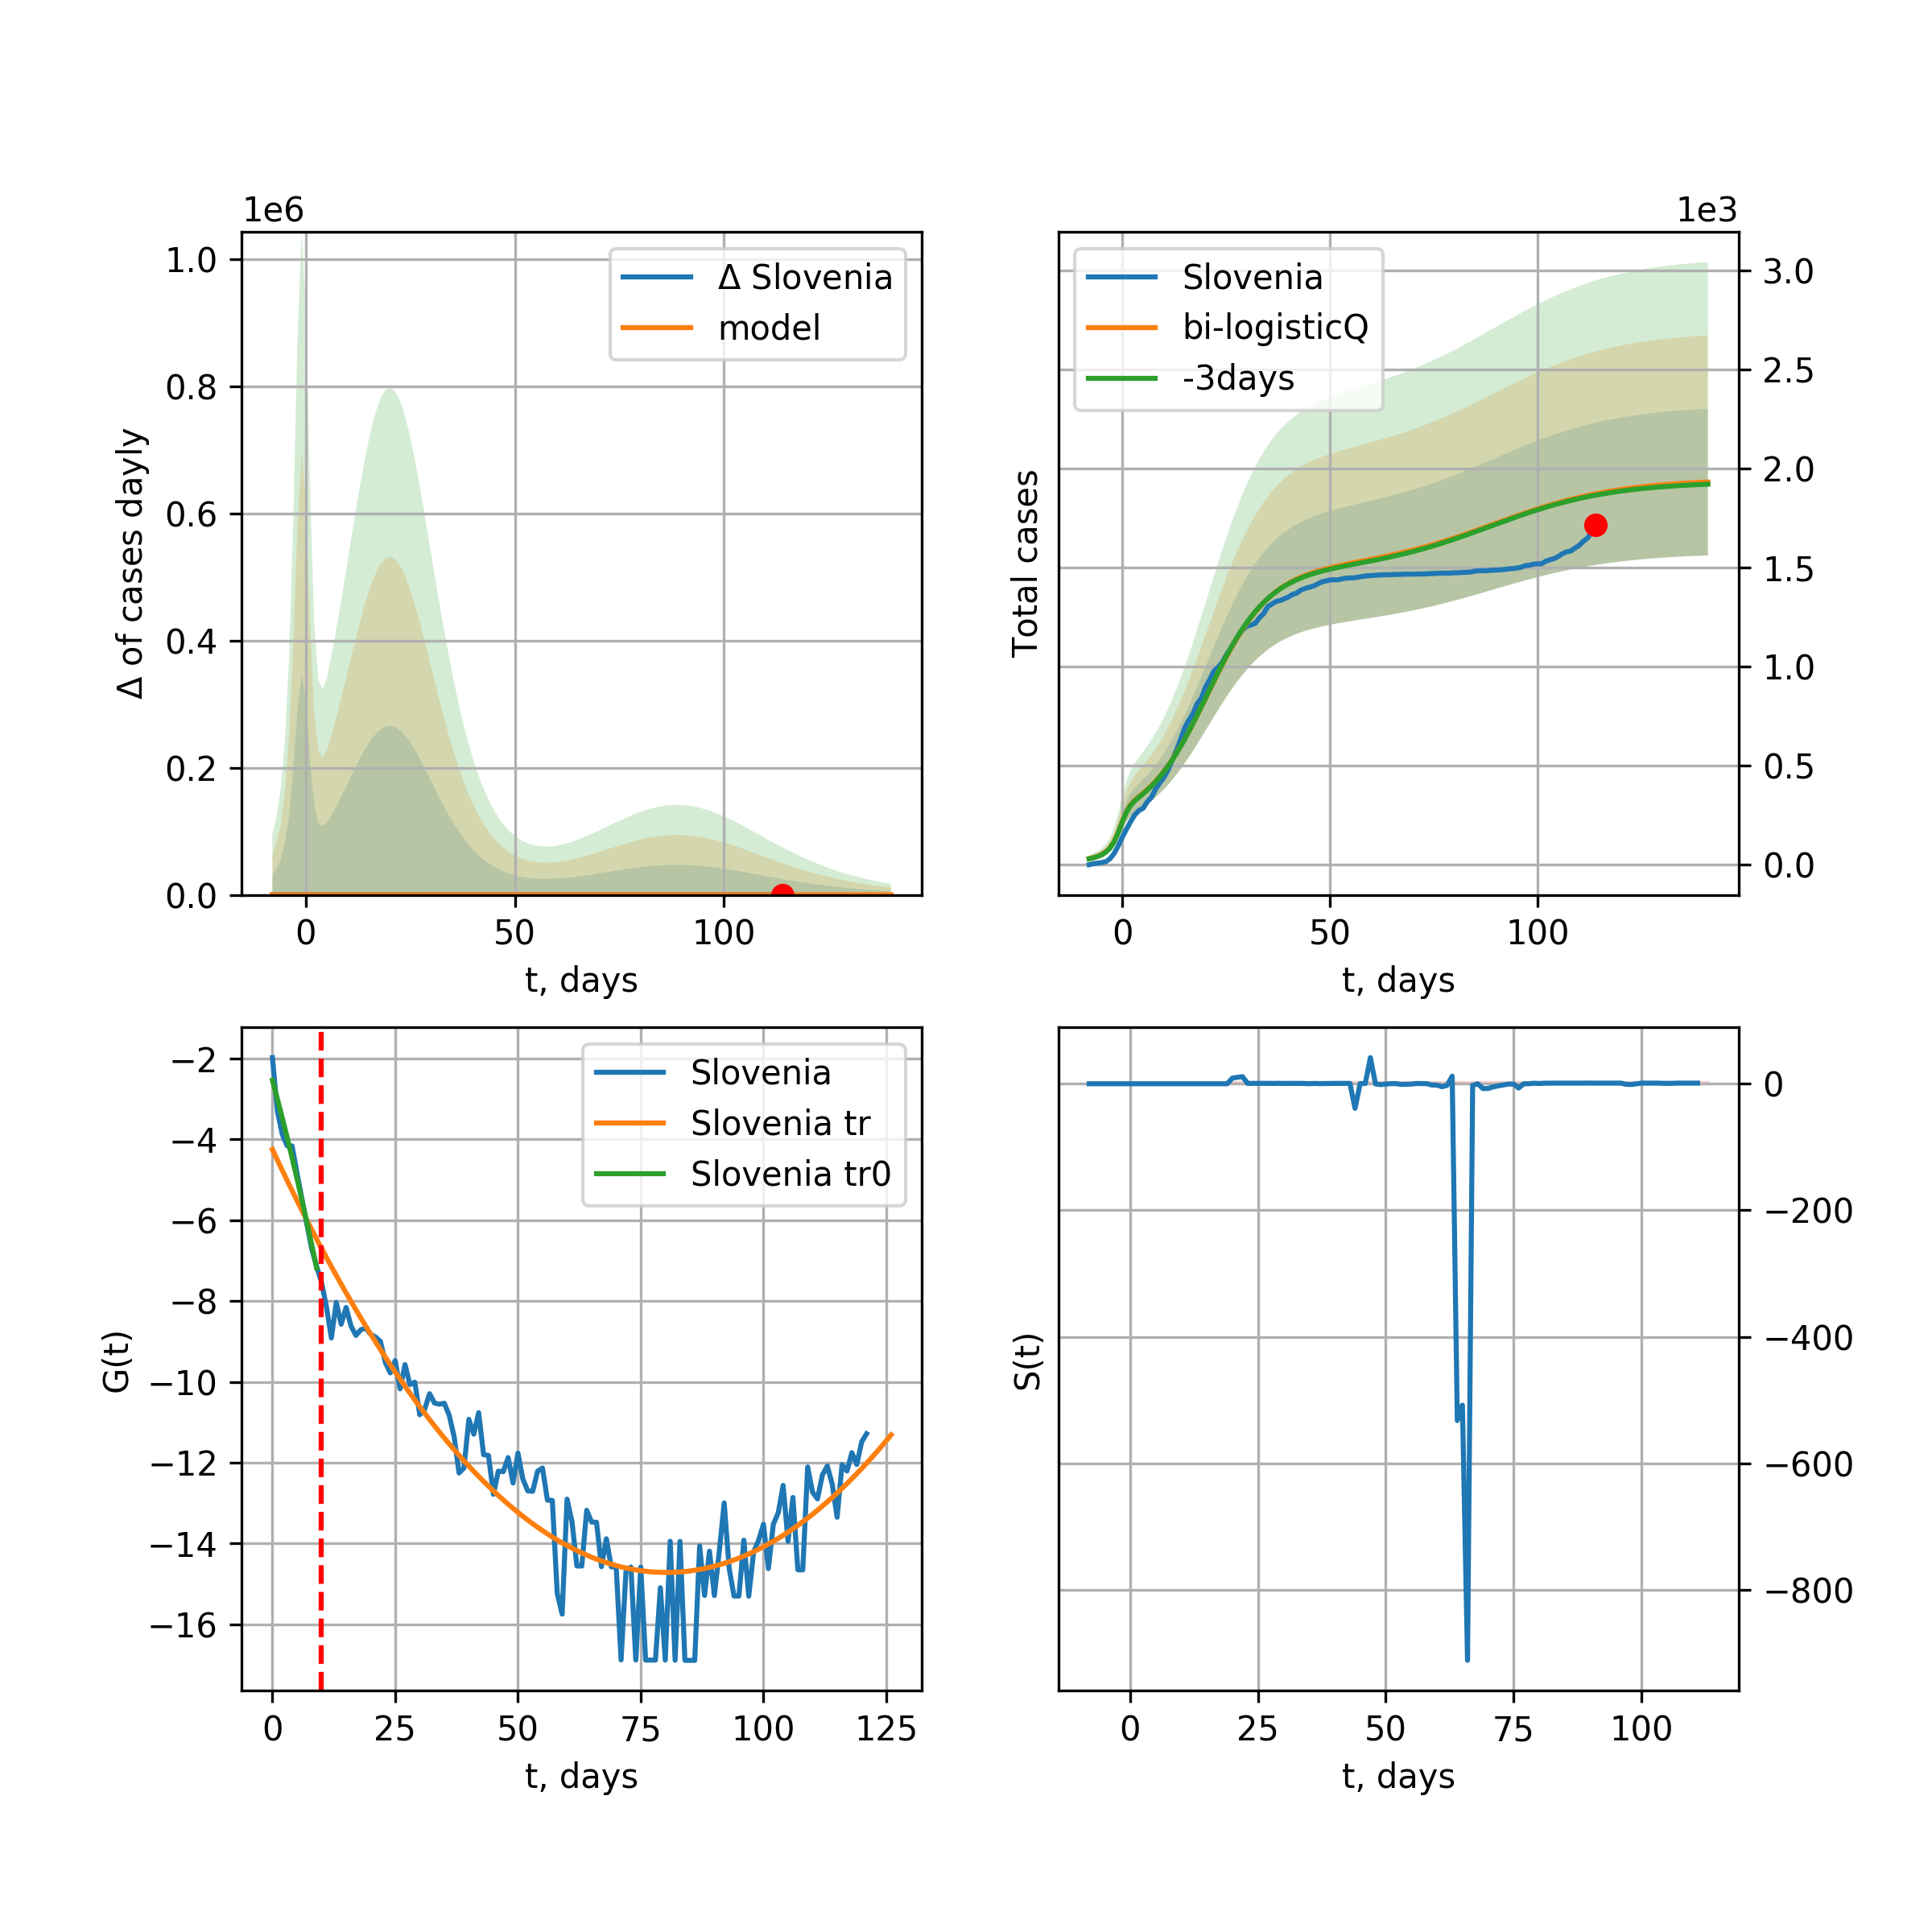 1e6
Δ of cases dayly
1.0
0.8
0.6
0.4
0.2
0.0
Δ Slovenia
model
0 50 100
t, days
1e3
Total cases
Slovenia
bi-logisticQ
-3days
3.0
2.5
2.0
1.5
1.0
0.5
0.0
0 50 100
t, days
G(t)
−2
−4
−6
−8
−10
−12
−14
−16
Slovenia
Slovenia tr
Slovenia tr0
0 25 50 75 100 125
t, days
S(t)
0
−200
−400
−600
−800
0 25 50 75 100
t, days